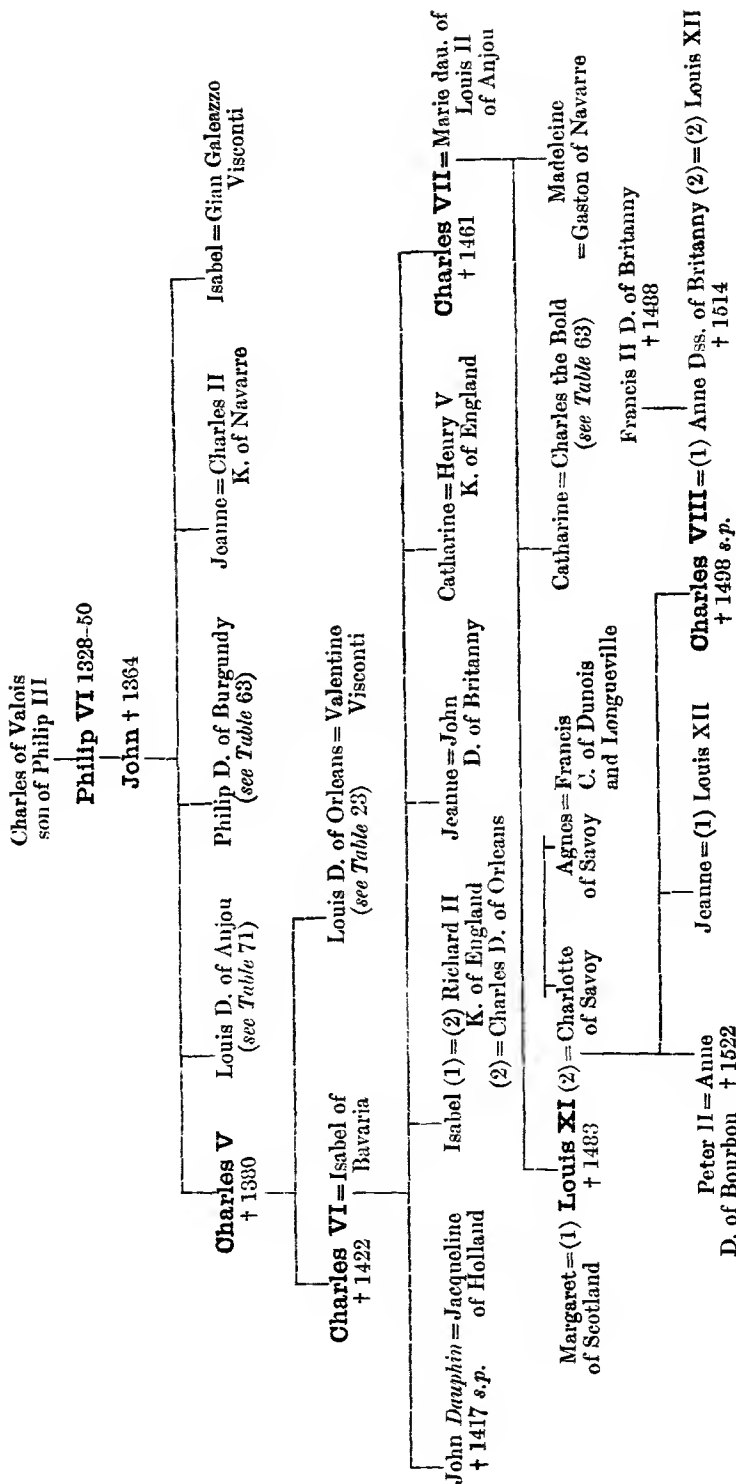 Charles of Valois
son of Philip III
Philip VI 1328–50
John † 1364
Charles V
† 1380
Louis D. of Anjou
(see Table 71)
Philip D. of Burgundy
(see Table 63)
Jeanne=Charles II
K. of Navarre
Isabel=Gian Galeazzo
Visconti
Charles VI=Isabel of
† 1422 Bavaria
Louis D. of Orleans=Valentine
(see Table 23) Visconti
John Dauphin=Jacqueline
† 1417 s.p. of Holland
Isabel (1)=(2) Richard II
K. of England
(2)=Charles D. of Orleans
Jeanne=John
D. of Britanny
Catharine=Henry V
K. of England
Charles VII=Marie dau. of
† 1461 Louis II
of Anjou
Margaret=(1) Louis XI (2)=Charlotte
of Scotland † 1483 of Savoy
Agnes=Francis
of Savoy C. of Dunois
and Longueville
Catharine=Charles the Bold
(see Table 63)
Madeleine
=Gaston of Navarre
Francis II D. of Britanny
† 1488
Peter II=Anne
D. of Bourbon † 1522
Jeanne=(1) Louis XII
Charles VIII=(1) Anne Dss. of Britanny (2)=(2) Louis XII
† 1498 s.p. † 1514